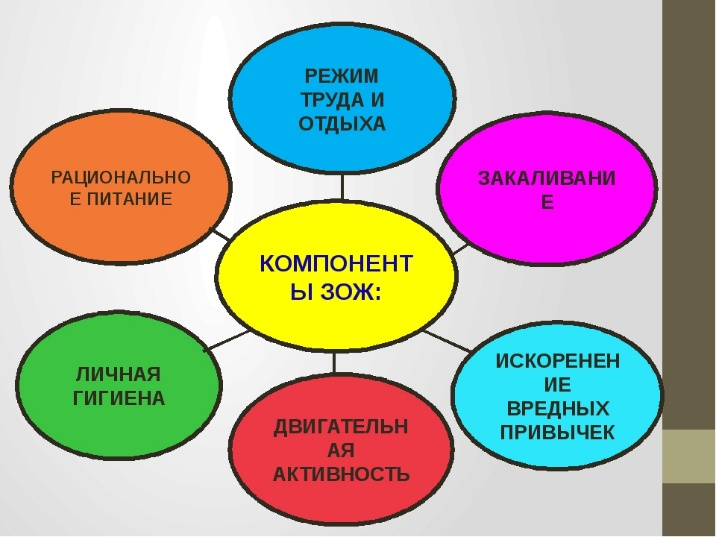 РЕЖИМ
ТРУДА И
ОТДЫХА
РАЦИОНАЛЬНО
Е ПИТАНИЕ
ЗАКАЛИВАНИ
Е
КОМПОНЕНТ
Ы ЗОЖ:
ЛИЧНАЯ
ГИГИЕНА
ИСКОРЕНЕН
ИЕ
ВРЕДНЫХ
ПРИВЫЧЕК
ДВИГАТЕЛЬН
АЯ
АКТИВНОСТЬ